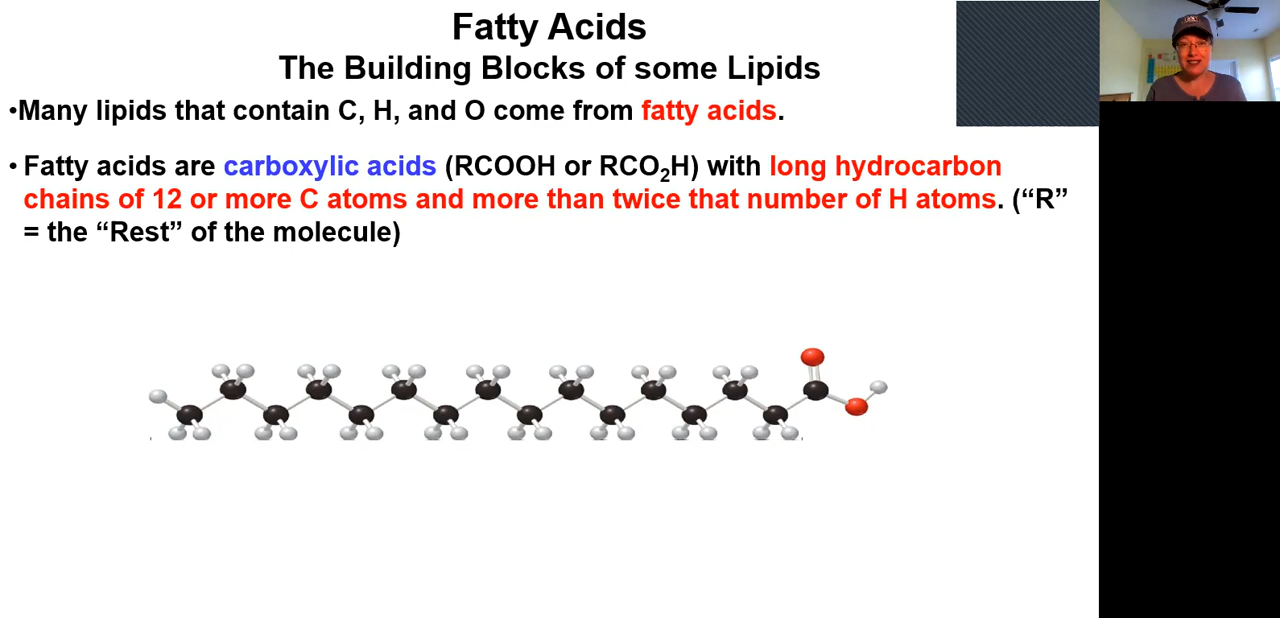 Fatty Acids
The Building Blocks of some Lipids
•Many lipids that contain C, H, and O come from fatty acids.
• Fatty acids are carboxylic acids (RCOOH or RCO₂H) with long hydrocarbon
chains of 12 or more C atoms and more than twice that number of H atoms. (“R”
= the “Rest” of the molecule)